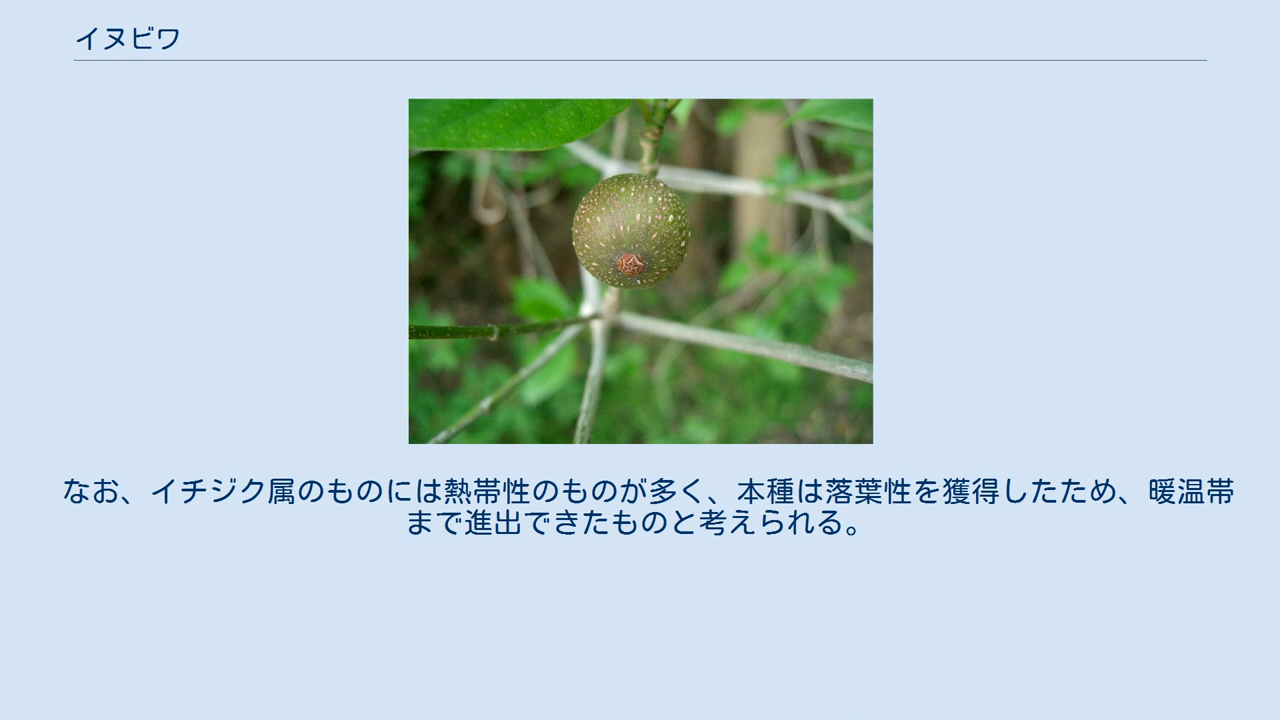 イヌビワ
なお、イチジク属のものには熱帯性のものが多く、本種は落葉性を獲得したため、暖温帯
まで進出できたものと考えられる。